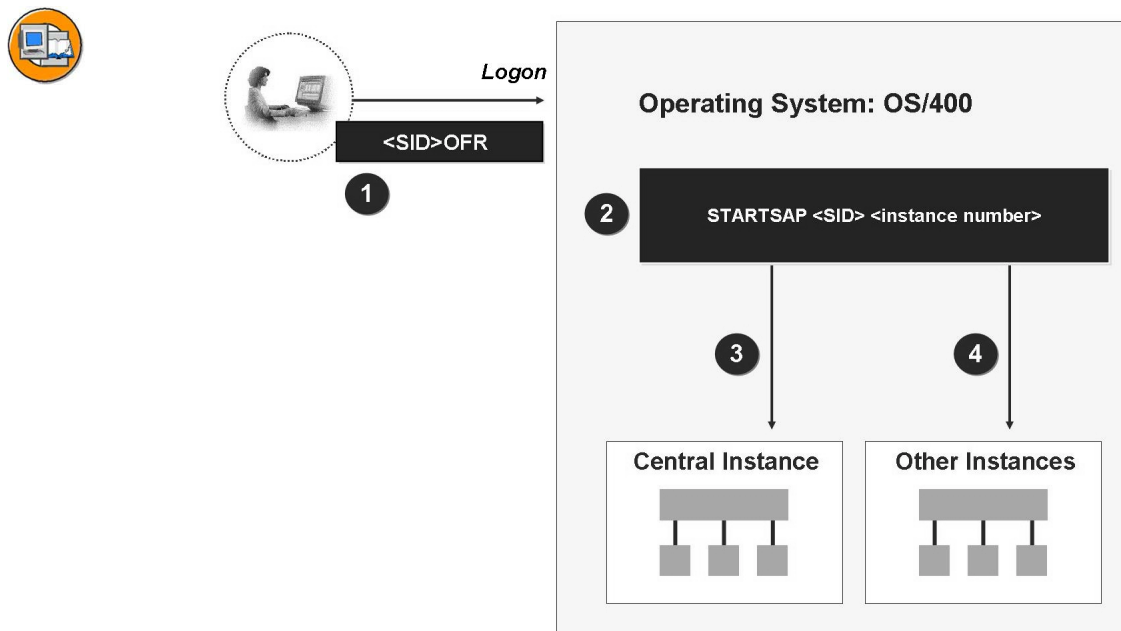 Logon
Operating System: OS/400
<SID>OFR
1
2
STARTSAP <SID> <instance number>
3
4
Central Instance
Other Instances